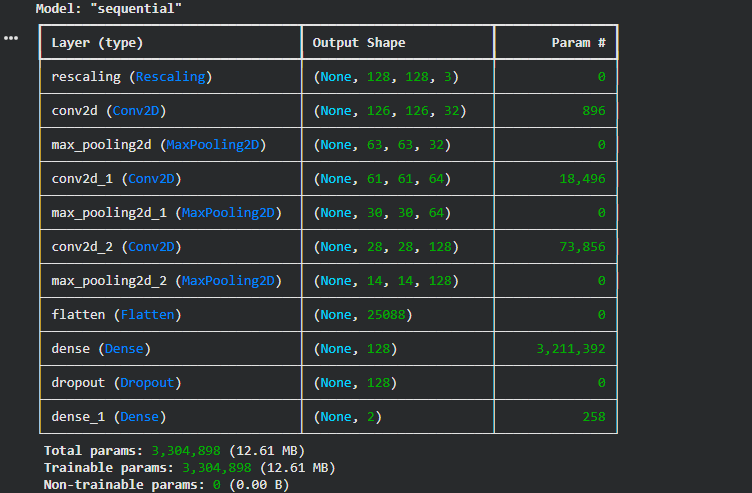 Model: "sequential"
Layer (type) Output Shape Param #
rescaling (Rescaling) (None, 128, 128, 3) 0
conv2d (Conv2D) (None, 126, 126, 32) 896
max_pooling2d (MaxPooling2D) (None, 63, 63, 32) 0
conv2d_1 (Conv2D) (None, 61, 61, 64) 18,496
max_pooling2d_1 (MaxPooling2D) (None, 30, 30, 64) 0
conv2d_2 (Conv2D) (None, 28, 28, 128) 73,856
max_pooling2d_2 (MaxPooling2D) (None, 14, 14, 128) 0
flatten (Flatten) (None, 25088) 0
dense (Dense) (None, 128) 3,211,392
dropout (Dropout) (None, 128) 0
dense_1 (Dense) (None, 2) 258
Total params: 3,304,898 (12.61 MB)
Trainable params: 3,304,898 (12.61 MB)
Non-trainable params: 0 (0.00 B)